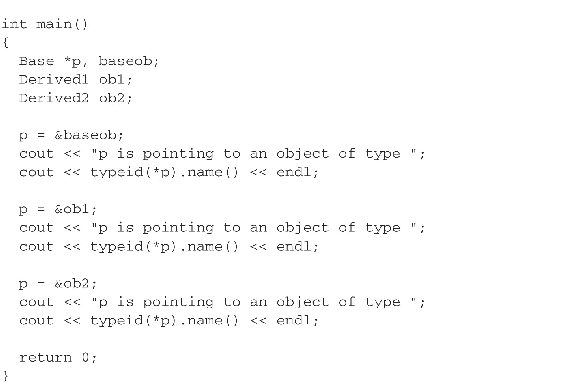 int main()
{
  Base *p, baseob;
  Derived1 ob1;
  Derived2 ob2;

  p = &baseob;
  cout << "p is pointing to an object of type ";
  cout << typeid(*p).name() << endl;

  p = &ob1;
  cout << "p is pointing to an object of type ";
  cout << typeid(*p).name() << endl;

  p = &ob2;
  cout << "p is pointing to an object of type ";
  cout << typeid(*p).name() << endl;

  return 0;
}